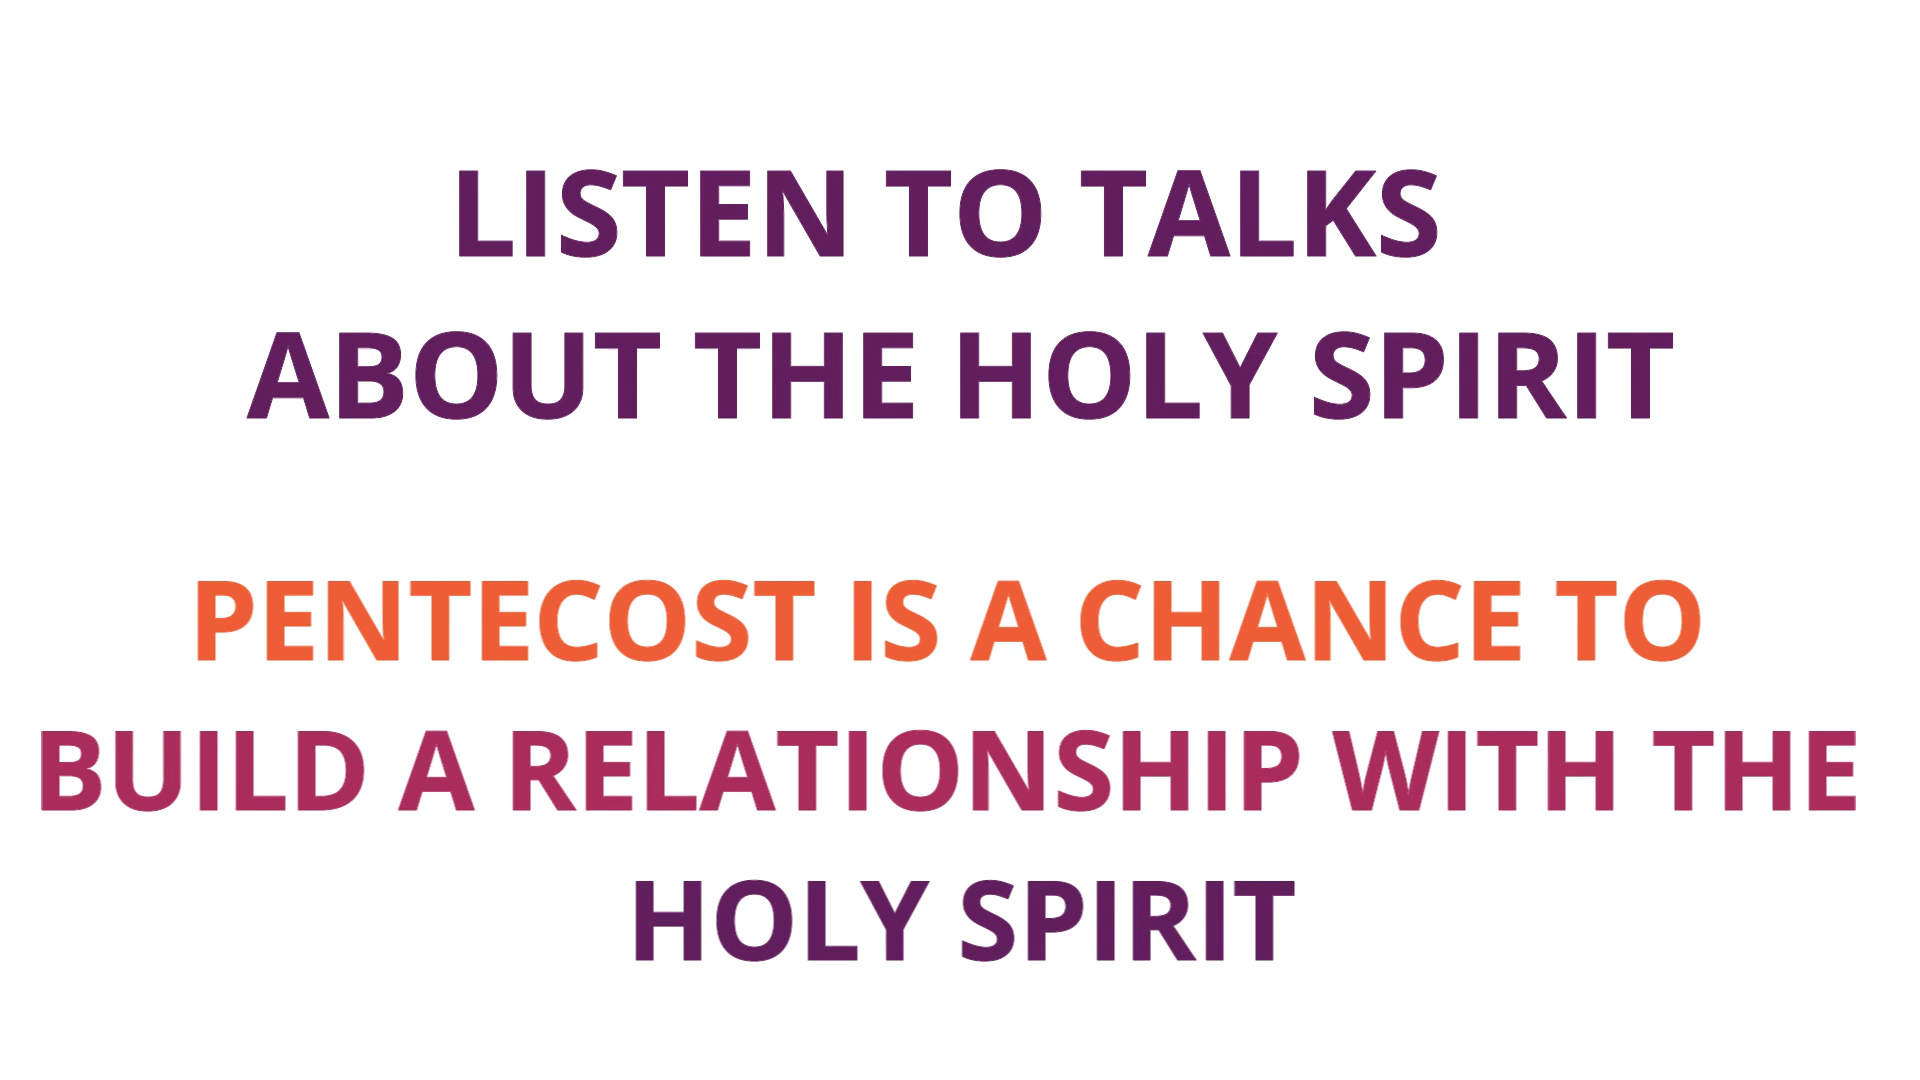 LISTEN TO TALKS
ABOUT THE HOLY SPIRIT
PENTECOST IS A CHANCE TO
BUILD A RELATIONSHIP WITH THE
HOLY SPIRIT